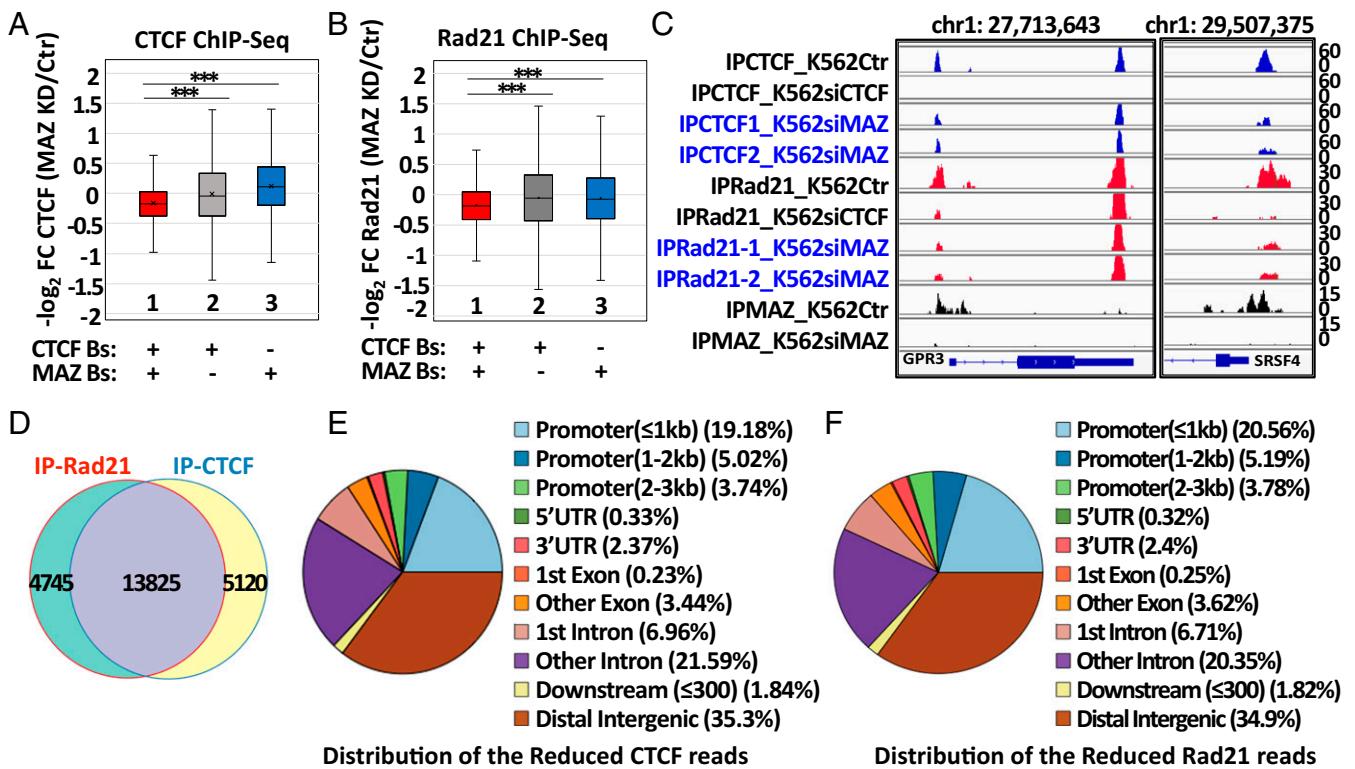 A
CTCF ChIP-Seq
-log2 FC CTCF (MAZ KD/Ctr)
2
1.5
1
0.5
0
-0.5
-1
-1.5
-2
***
***
1 2 3
CTCF Bs: + + -
MAZ Bs: + - +
B
Rad21 ChIP-Seq
-log2 FC Rad21 (MAZ KD/Ctr)
2
1.5
1
0.5
0
-0.5
-1
-1.5
-2
***
***
1 2 3
CTCF Bs: + + -
MAZ Bs: + - +
C
chr1: 27,713,643 chr1: 29,507,375
IPCTCF_K562Ctr 60 0
IPCTCF_K562siCTCF 60 0
IPCTCF1_K562siMAZ 60 0
IPCTCF2_K562siMAZ 60 0
IPRad21_K562Ctr 30 0
IPRad21_K562siCTCF 30 0
IPRad21-1_K562siMAZ 30 0
IPRad21-2_K562siMAZ 30 0
IPMAZ_K562Ctr 15 0
IPMAZ_K562siMAZ 15 0
GPR3 SRSF4
D
IP-Rad21 IP-CTCF
4745 13825 5120
E
Promoter(≤1kb) (19.18%)
Promoter(1-2kb) (5.02%)
Promoter(2-3kb) (3.74%)
5’UTR (0.33%)
3’UTR (2.37%)
1st Exon (0.23%)
Other Exon (3.44%)
1st Intron (6.96%)
Other Intron (21.59%)
Downstream (≤300) (1.84%)
Distal Intergenic (35.3%)
Distribution of the Reduced CTCF reads
F
Promoter(≤1kb) (20.56%)
Promoter(1-2kb) (5.19%)
Promoter(2-3kb) (3.78%)
5’UTR (0.32%)
3’UTR (2.4%)
1st Exon (0.25%)
Other Exon (3.62%)
1st Intron (6.71%)
Other Intron (20.35%)
Downstream (≤300) (1.82%)
Distal Intergenic (34.9%)
Distribution of the Reduced Rad21 reads